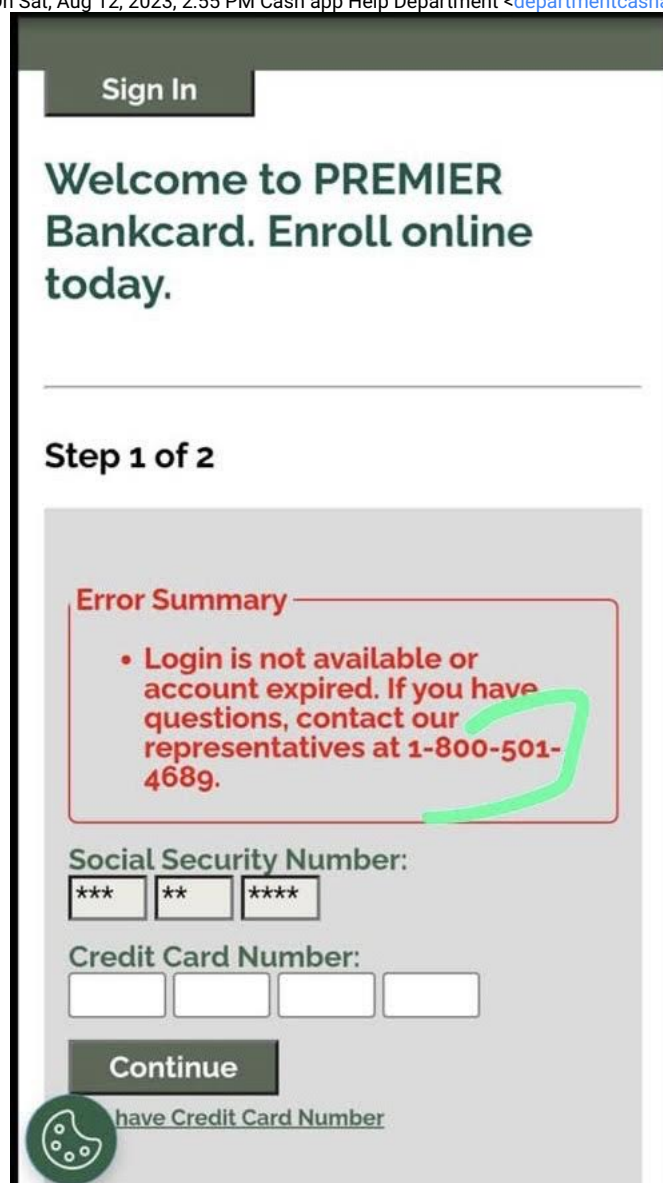 On Sat, Aug 12, 2023, 2:55 PM Cash app Help Department <departmentcasha
Sign In
Welcome to PREMIER
Bankcard. Enroll online
today.
Step 1 of 2
Error Summary
• Login is not available or
account expired. If you have
questions, contact our
representatives at 1-800-501-
4689.
Social Security Number:
*** ** ****
Credit Card Number:
Continue
have Credit Card Number